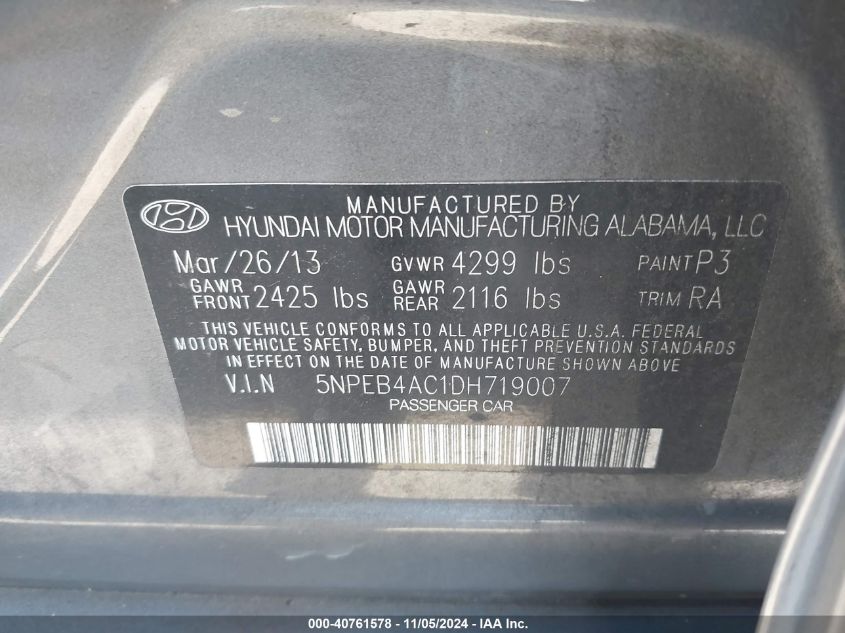 MANUFACTURED BY
HYUNDAI MOTOR MANUFACTURING ALABAMA, LLC
Mar/26/13 GVWR 4299 lbs PAINT P3
GAWR FRONT 2425 lbs GAWR REAR 2116 lbs TRIM RA
THIS VEHICLE CONFORMS TO ALL APPLICABLE U.S.A. FEDERAL
MOTOR VEHICLE SAFETY, BUMPER, AND THEFT PREVENTION STANDARDS
IN EFFECT ON THE DATE OF MANUFACTURE SHOWN ABOVE
V.I.N 5NPEB4AC1DH719007
PASSENGER CAR
000-40761578 - 11/05/2024 - IAA Inc.